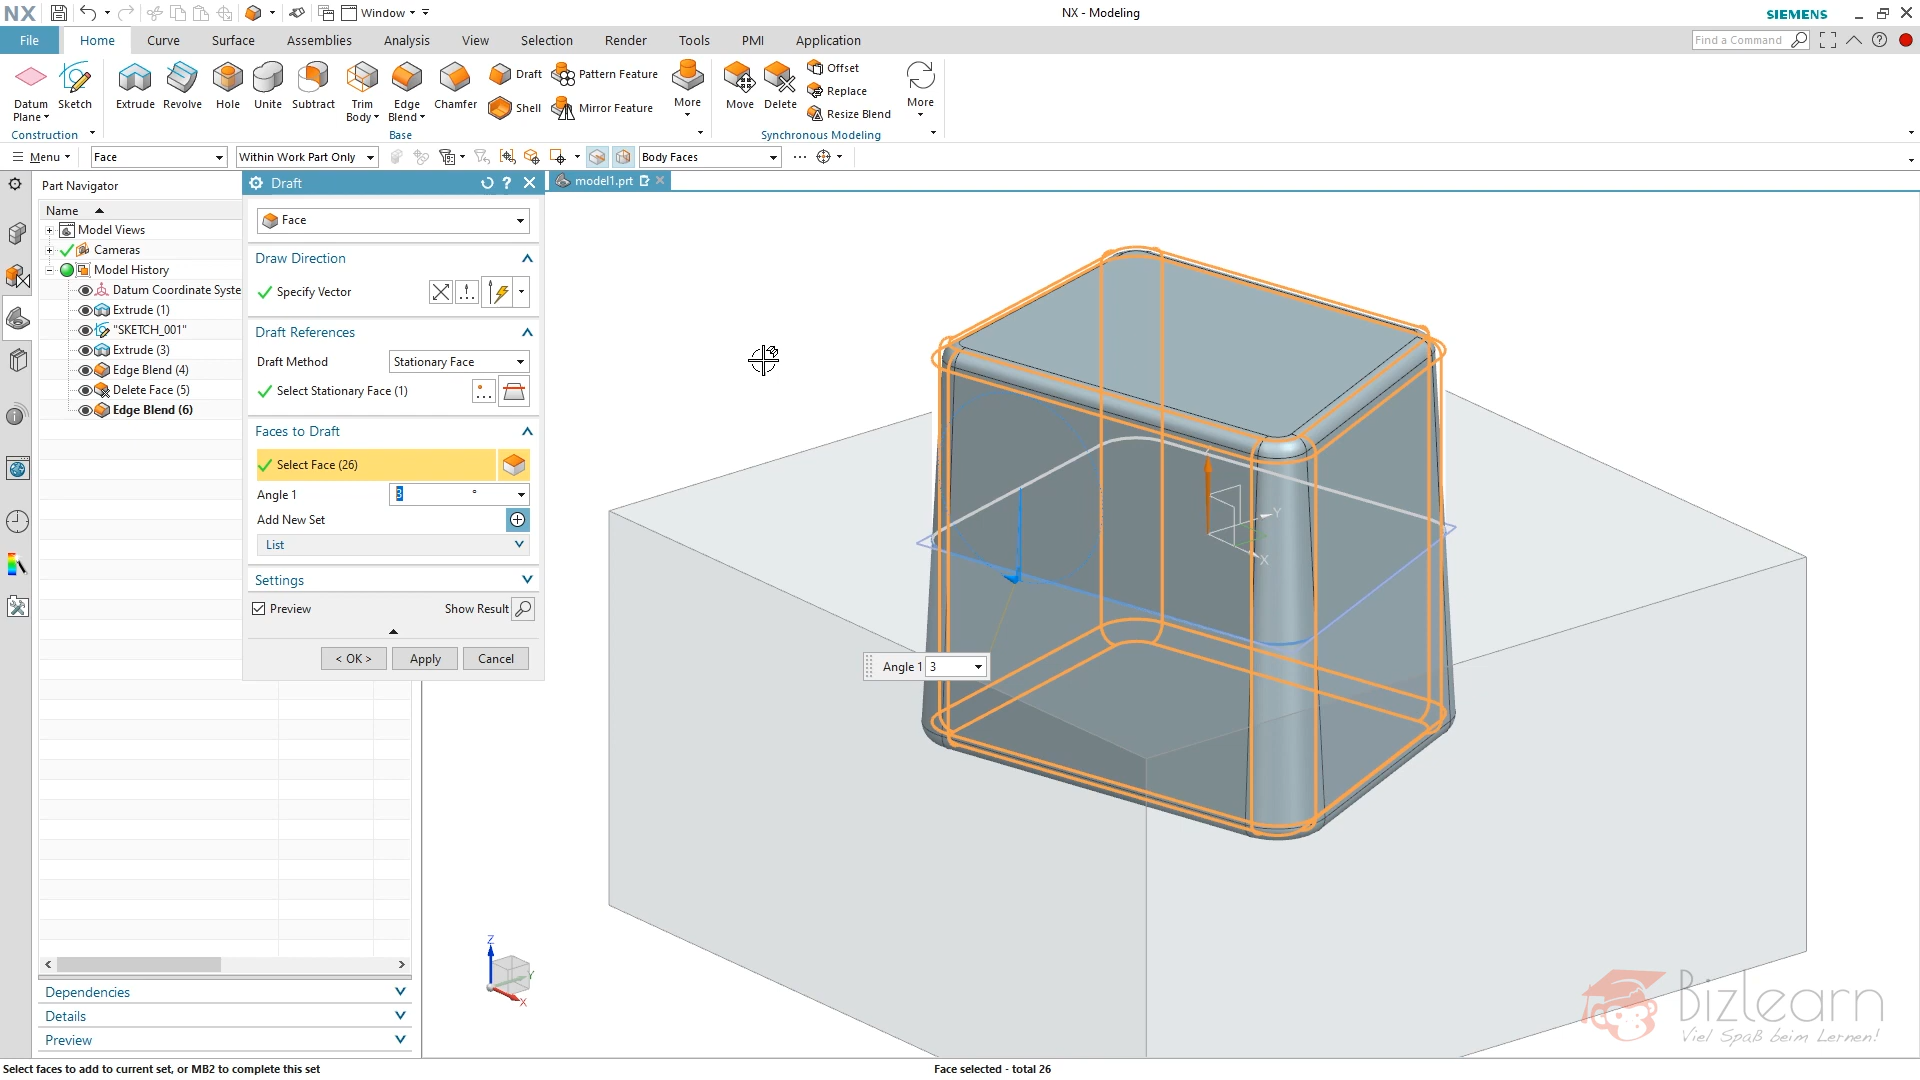 NX
Window
NX - Modeling
SIEMENS
File
Home
Curve
Surface
Assemblies
Analysis
View
Selection
Render
Tools
PMI
Application
Find a Command
Datum Plane
Sketch
Extrude
Revolve
Hole
Unite
Subtract
Trim Body
Edge Blend
Chamfer
Draft
Shell
Pattern Feature
Mirror Feature
More
Move
Delete
Offset
Replace
Resize Blend
More
Construction
Base
Synchronous Modeling
Menu
Face
Within Work Part Only
Body Faces
Part Navigator
Name
Model Views
Cameras
Model History
Datum Coordinate Syste
Extrude (1)
"SKETCH_001"
Extrude (3)
Edge Blend (4)
Delete Face (5)
Edge Blend (6)
Dependencies
Details
Preview
Draft
Face
Draw Direction
Specify Vector
Draft References
Draft Method
Stationary Face
Select Stationary Face (1)
Faces to Draft
Select Face (26)
Angle 1
3
°
Add New Set
List
Settings
Preview
Show Result
< OK >
Apply
Cancel
model1.prt
Y
X
Angle 1 3
Z
Y
X
Bizlearn
Viel Spaß beim Lernen!
Select faces to add to current set, or MB2 to complete this set
Face selected - total 26